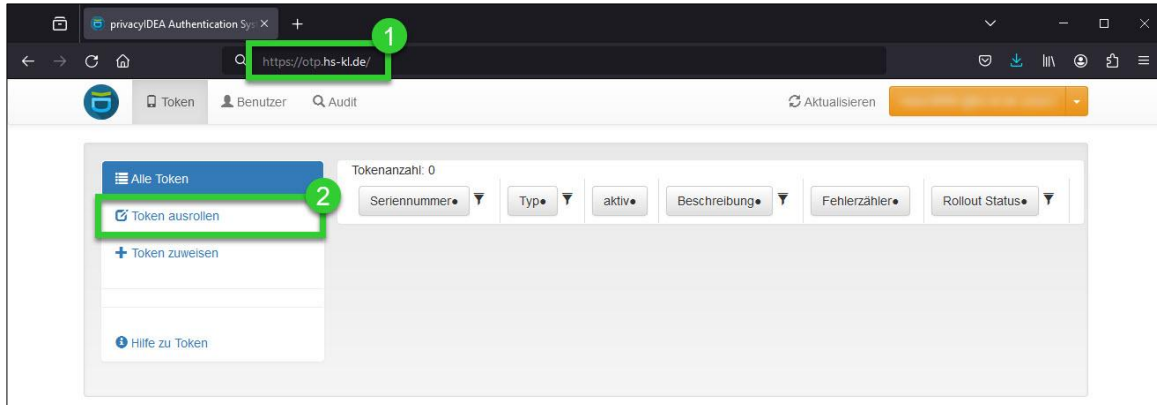 privacyIDEA Authentication Sys
1
https://otp.hs-kl.de/
Token Benutzer Audit Aktualisieren
Alle Token
Tokenanzahl: 0
2
Seriennummer Typ aktiv Beschreibung Fehlerzähler Rollout Status
Token ausrollen
Token zuweisen
Hilfe zu Token